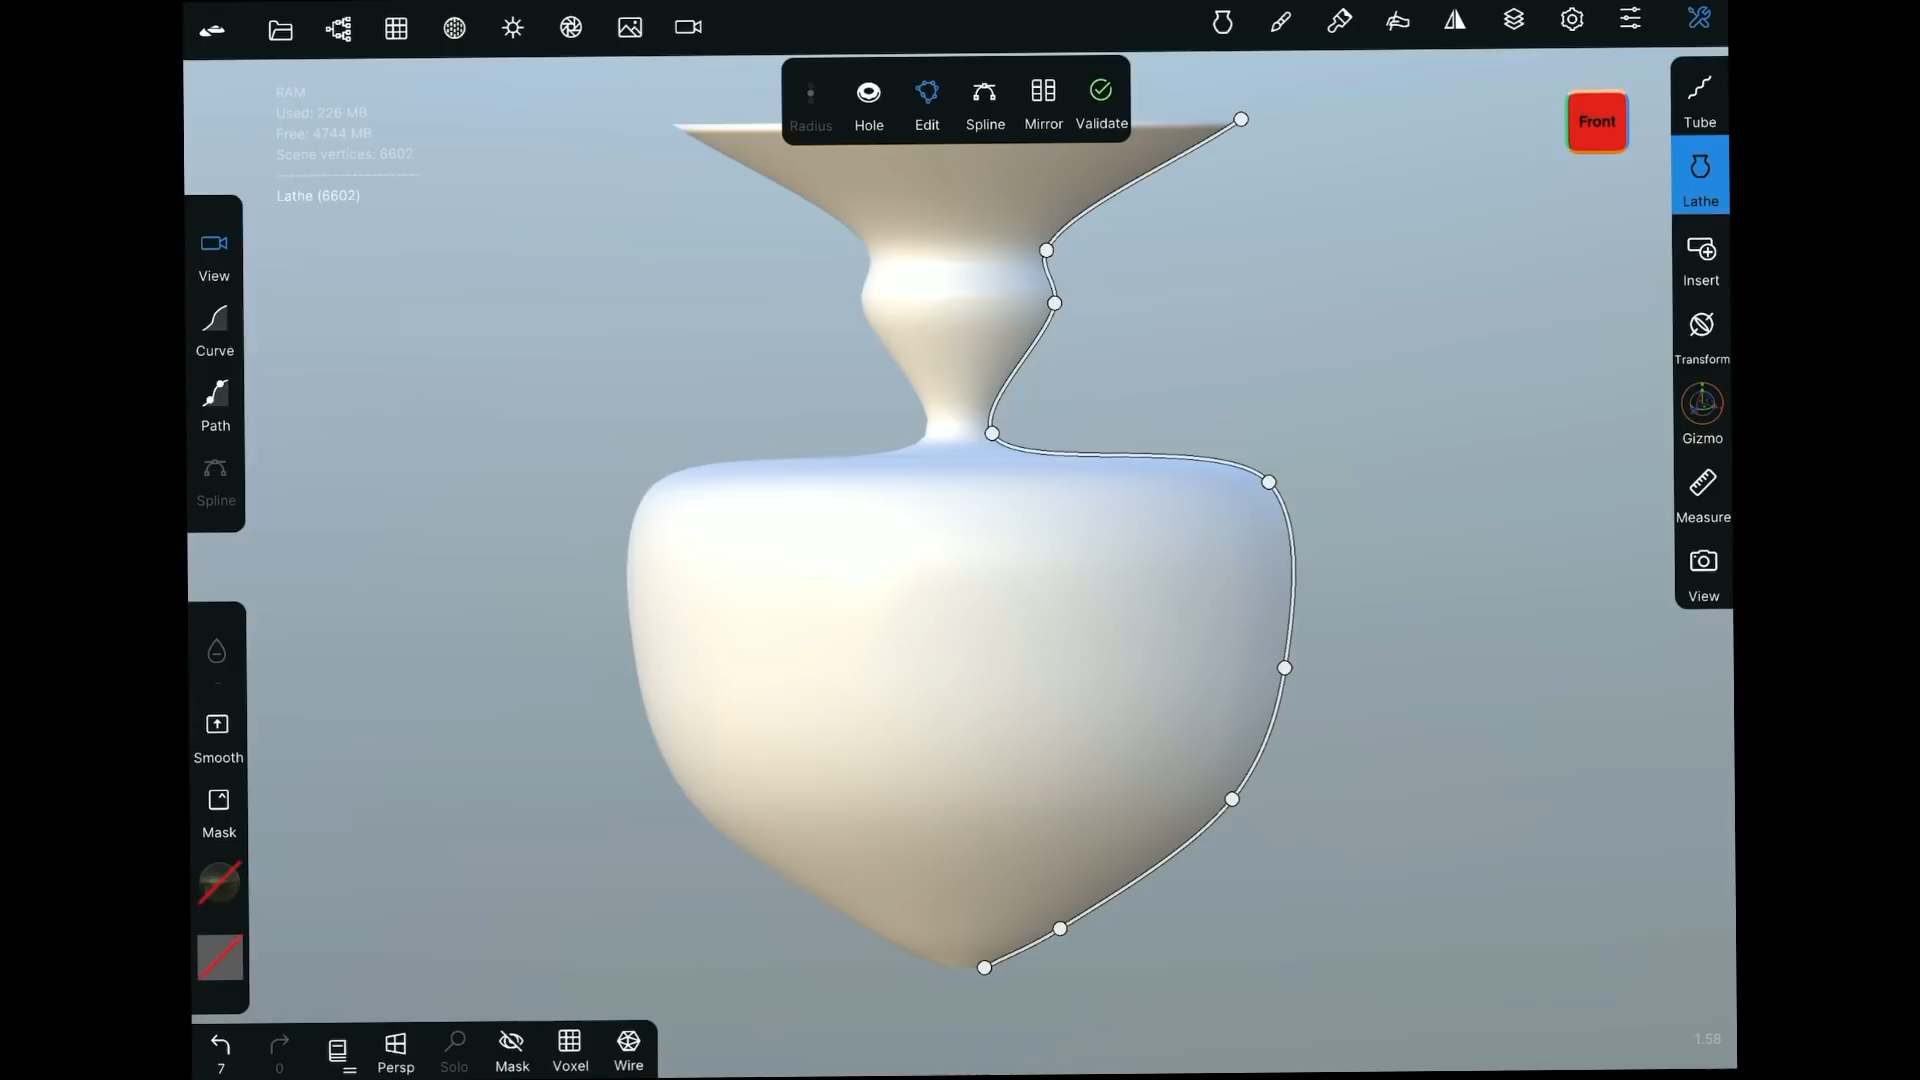 RAM
Used: 226 MB
Free: 4744 MB
Scene vertices: 6602
Lathe (6602)
Radius
Hole
Edit
Spline
Mirror
Validate
Front
Tube
Lathe
Insert
Transform
Gizmo
Measure
View
View
Curve
Path
Spline
Smooth
Mask
7
0
Persp
Solo
Mask
Voxel
Wire
1.58